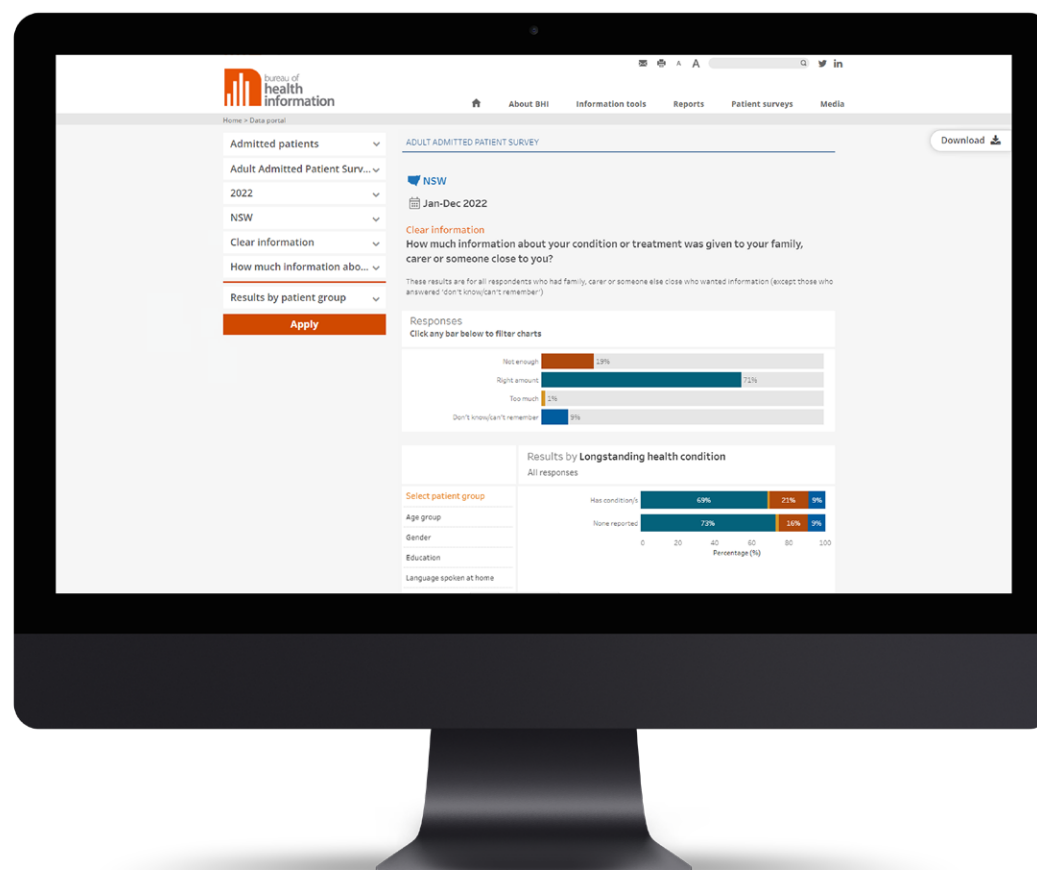 A A
bureau of
health
information
About BHI Information tools Reports Patient surveys Media
Home > Data portal
Admitted patients
Adult Admitted Patient Surv...
2022
NSW
Clear information
How much information abo...
Results by patient group
Apply
Download
ADULT ADMITTED PATIENT SURVEY
NSW
Jan-Dec 2022
Clear information
How much information about your condition or treatment was given to your family,
carer or someone close to you?
These results are for all respondents who had family, carer or someone else close who wanted information (except those who
answered 'don't know/can't remember')
Responses
Click any bar below to filter charts
Not enough 19%
Right amount 71%
Too much 1%
Don't know/can't remember 9%
Results by Longstanding health condition
All responses
Select patient group
Age group
Gender
Education
Language spoken at home
Has condition/s 69% 21% 9%
None reported 73% 16% 9%
0 20 40 60 80 100
Percentage (%)